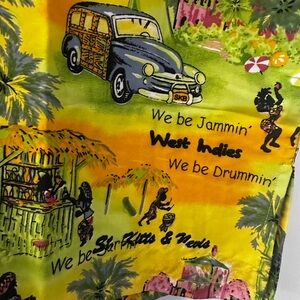 We be Jammin'
West Indies
We be Drummin'
St. Kitts & Nevis
We be